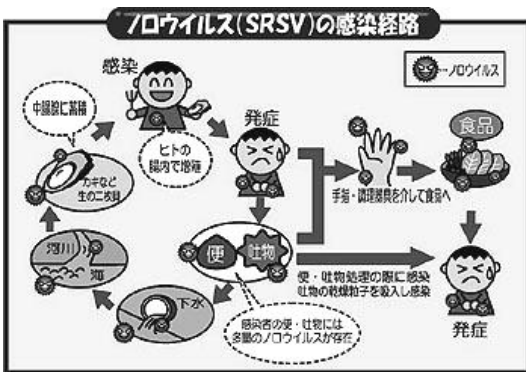 ノロウイルス(SRSV)の感染経路
感染
…ノロウイルス
中腸腺に蓄積
発症
食品
ヒトの
腸内で増殖
カキなど
生の二枚貝
手指・調理器具を介して食品へ
河川
海
便
吐物
便・吐物処理の際に感染
吐物の乾燥粒子を吸入し感染
下水
感染者の便・吐物には
多量のノロウイルスが存在
発症